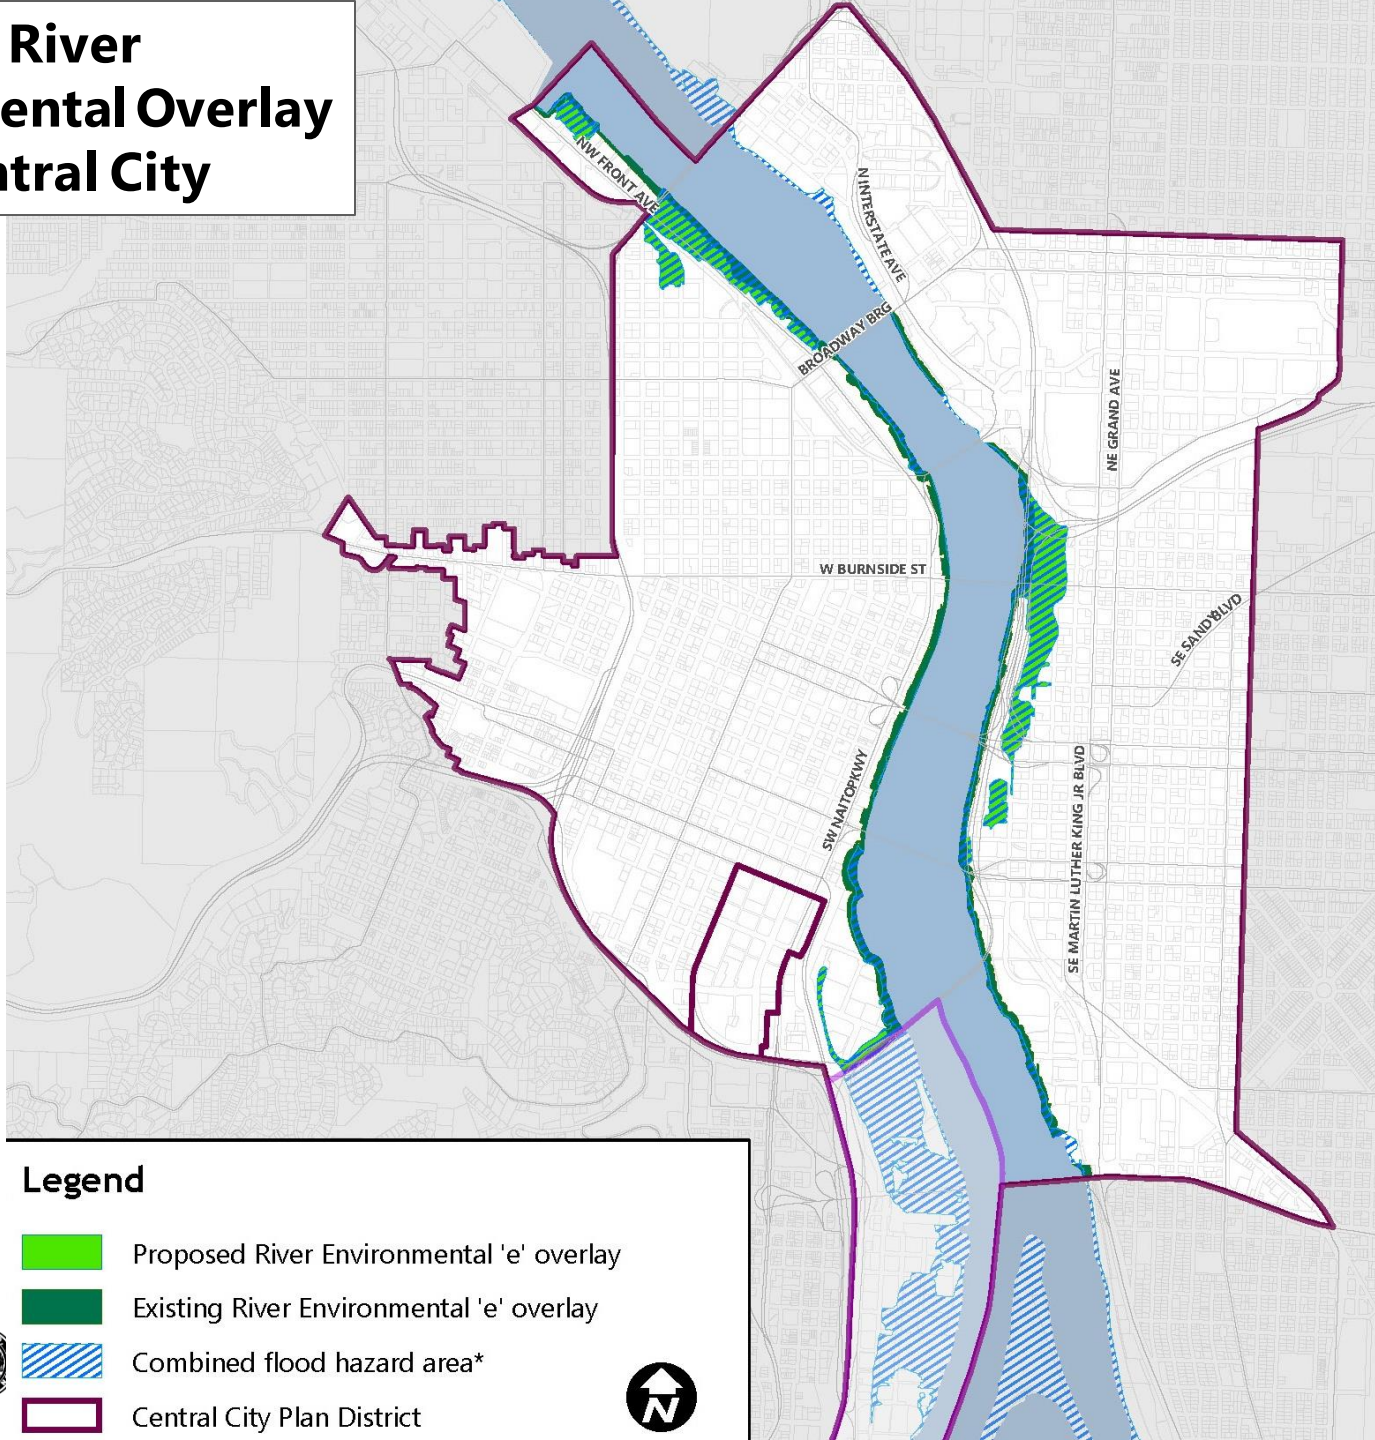 River
ental Overlay
ntral City
NW FRONT AVE
N INTERSTATE AVE
BROADWAY BRG
NE GRAND AVE
W BURNSIDE ST
SE SANDY BLVD
SW NAITO PKWY
SE MARTIN LUTHER KING JR BLVD
Legend
Proposed River Environmental 'e' overlay
Existing River Environmental 'e' overlay
Combined flood hazard area*
Central City Plan District
N